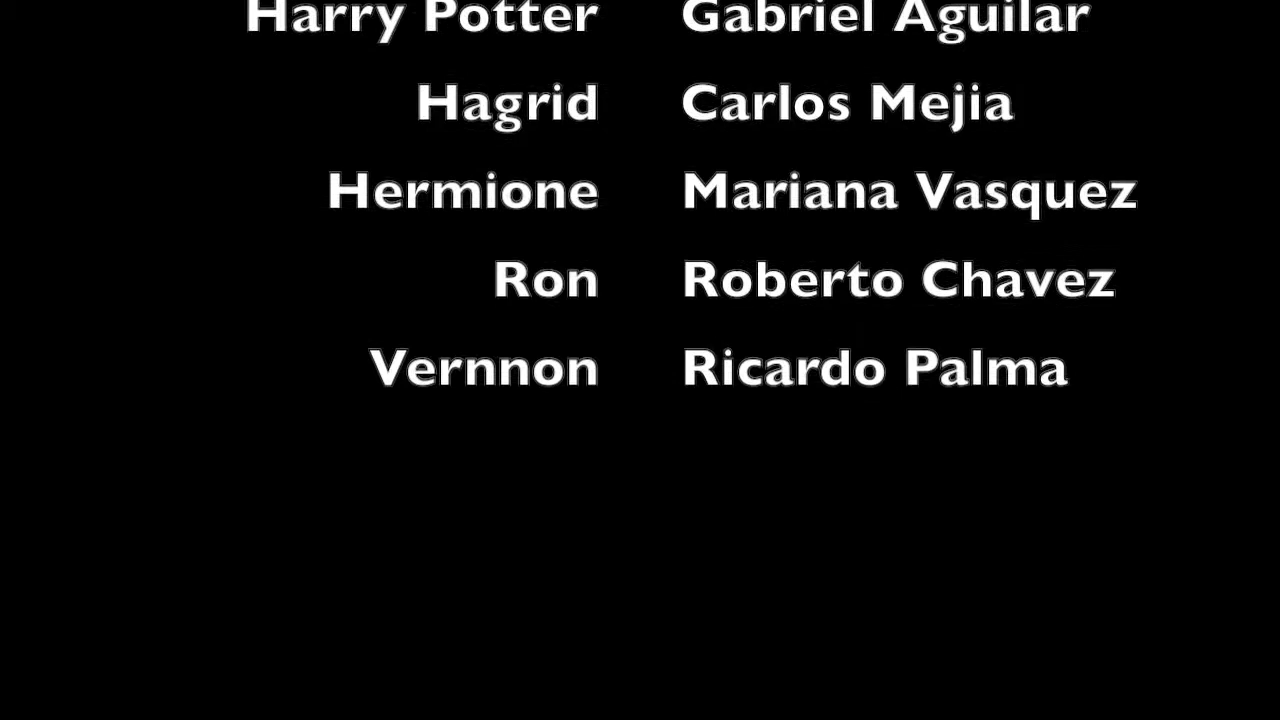 Harry Potter Gabriel Aguilar
Hagrid Carlos Mejia
Hermione Mariana Vasquez
Ron Roberto Chavez
Vernnon Ricardo Palma